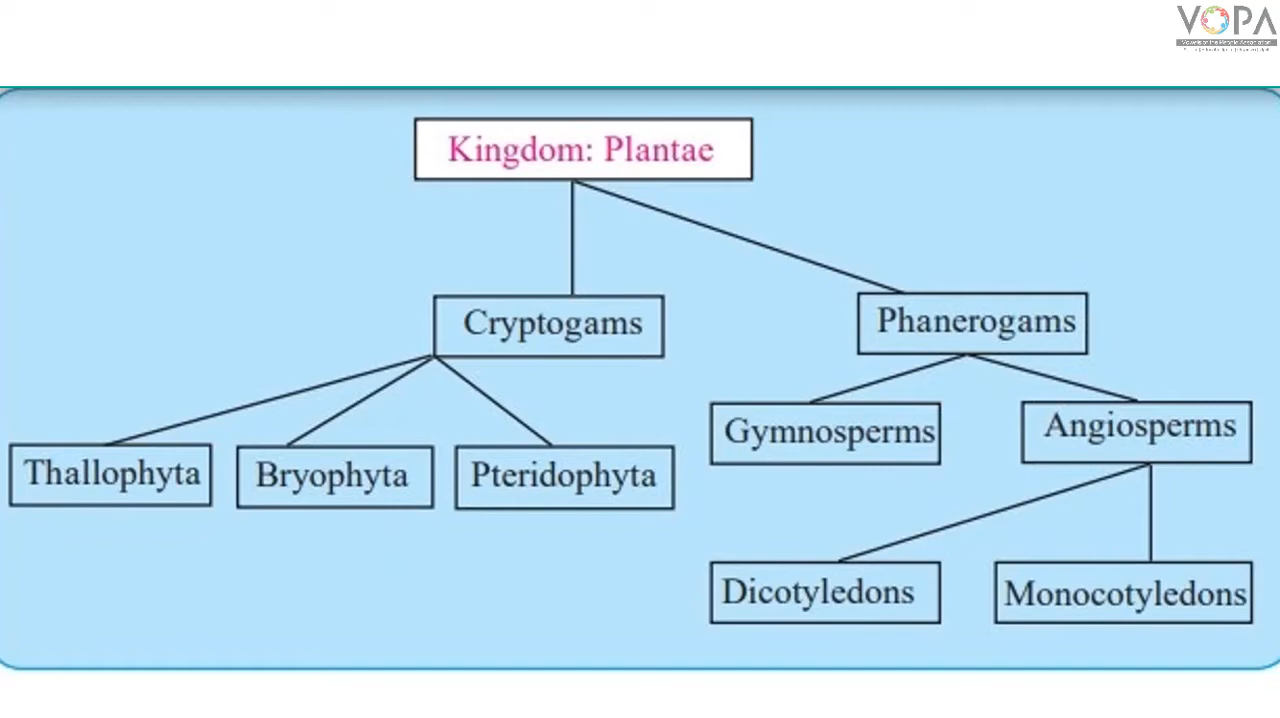 VOPA
Kingdom: Plantae
Cryptogams
Phanerogams
Gymnosperms
Angiosperms
Thallophyta
Bryophyta
Pteridophyta
Dicotyledons
Monocotyledons